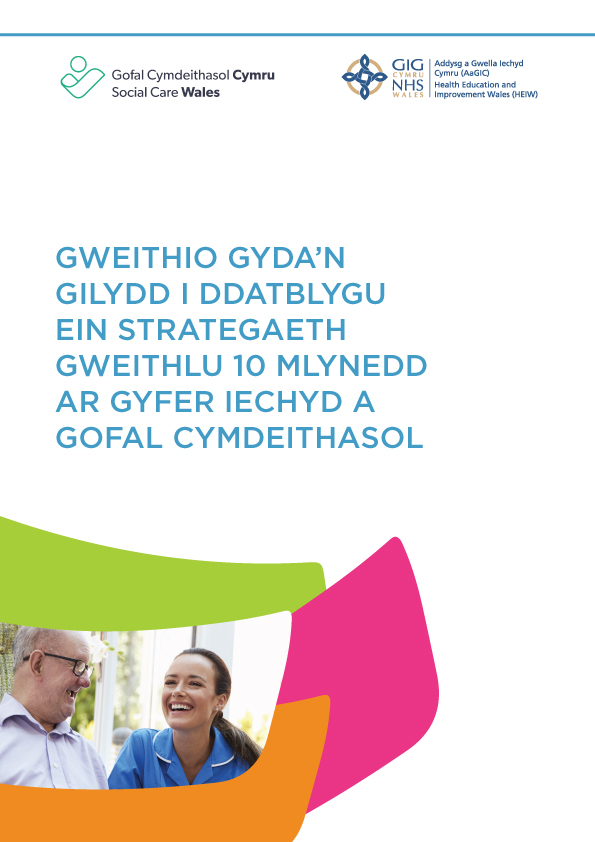 Gofal Cymdeithasol Cymru
Social Care Wales
GIG
CYMRU
NHS
WALES
Addysg a Gwella Iechyd
Cymru (AaGIC)
Health Education and
Improvement Wales (HEIW)
GWEITHIO GYDA’N
GILYDD I DDATBLYGU
EIN STRATEGAETH
GWEITHLU 10 MLYNEDD
AR GYFER IECHYD A
GOFAL CYMDEITHASOL